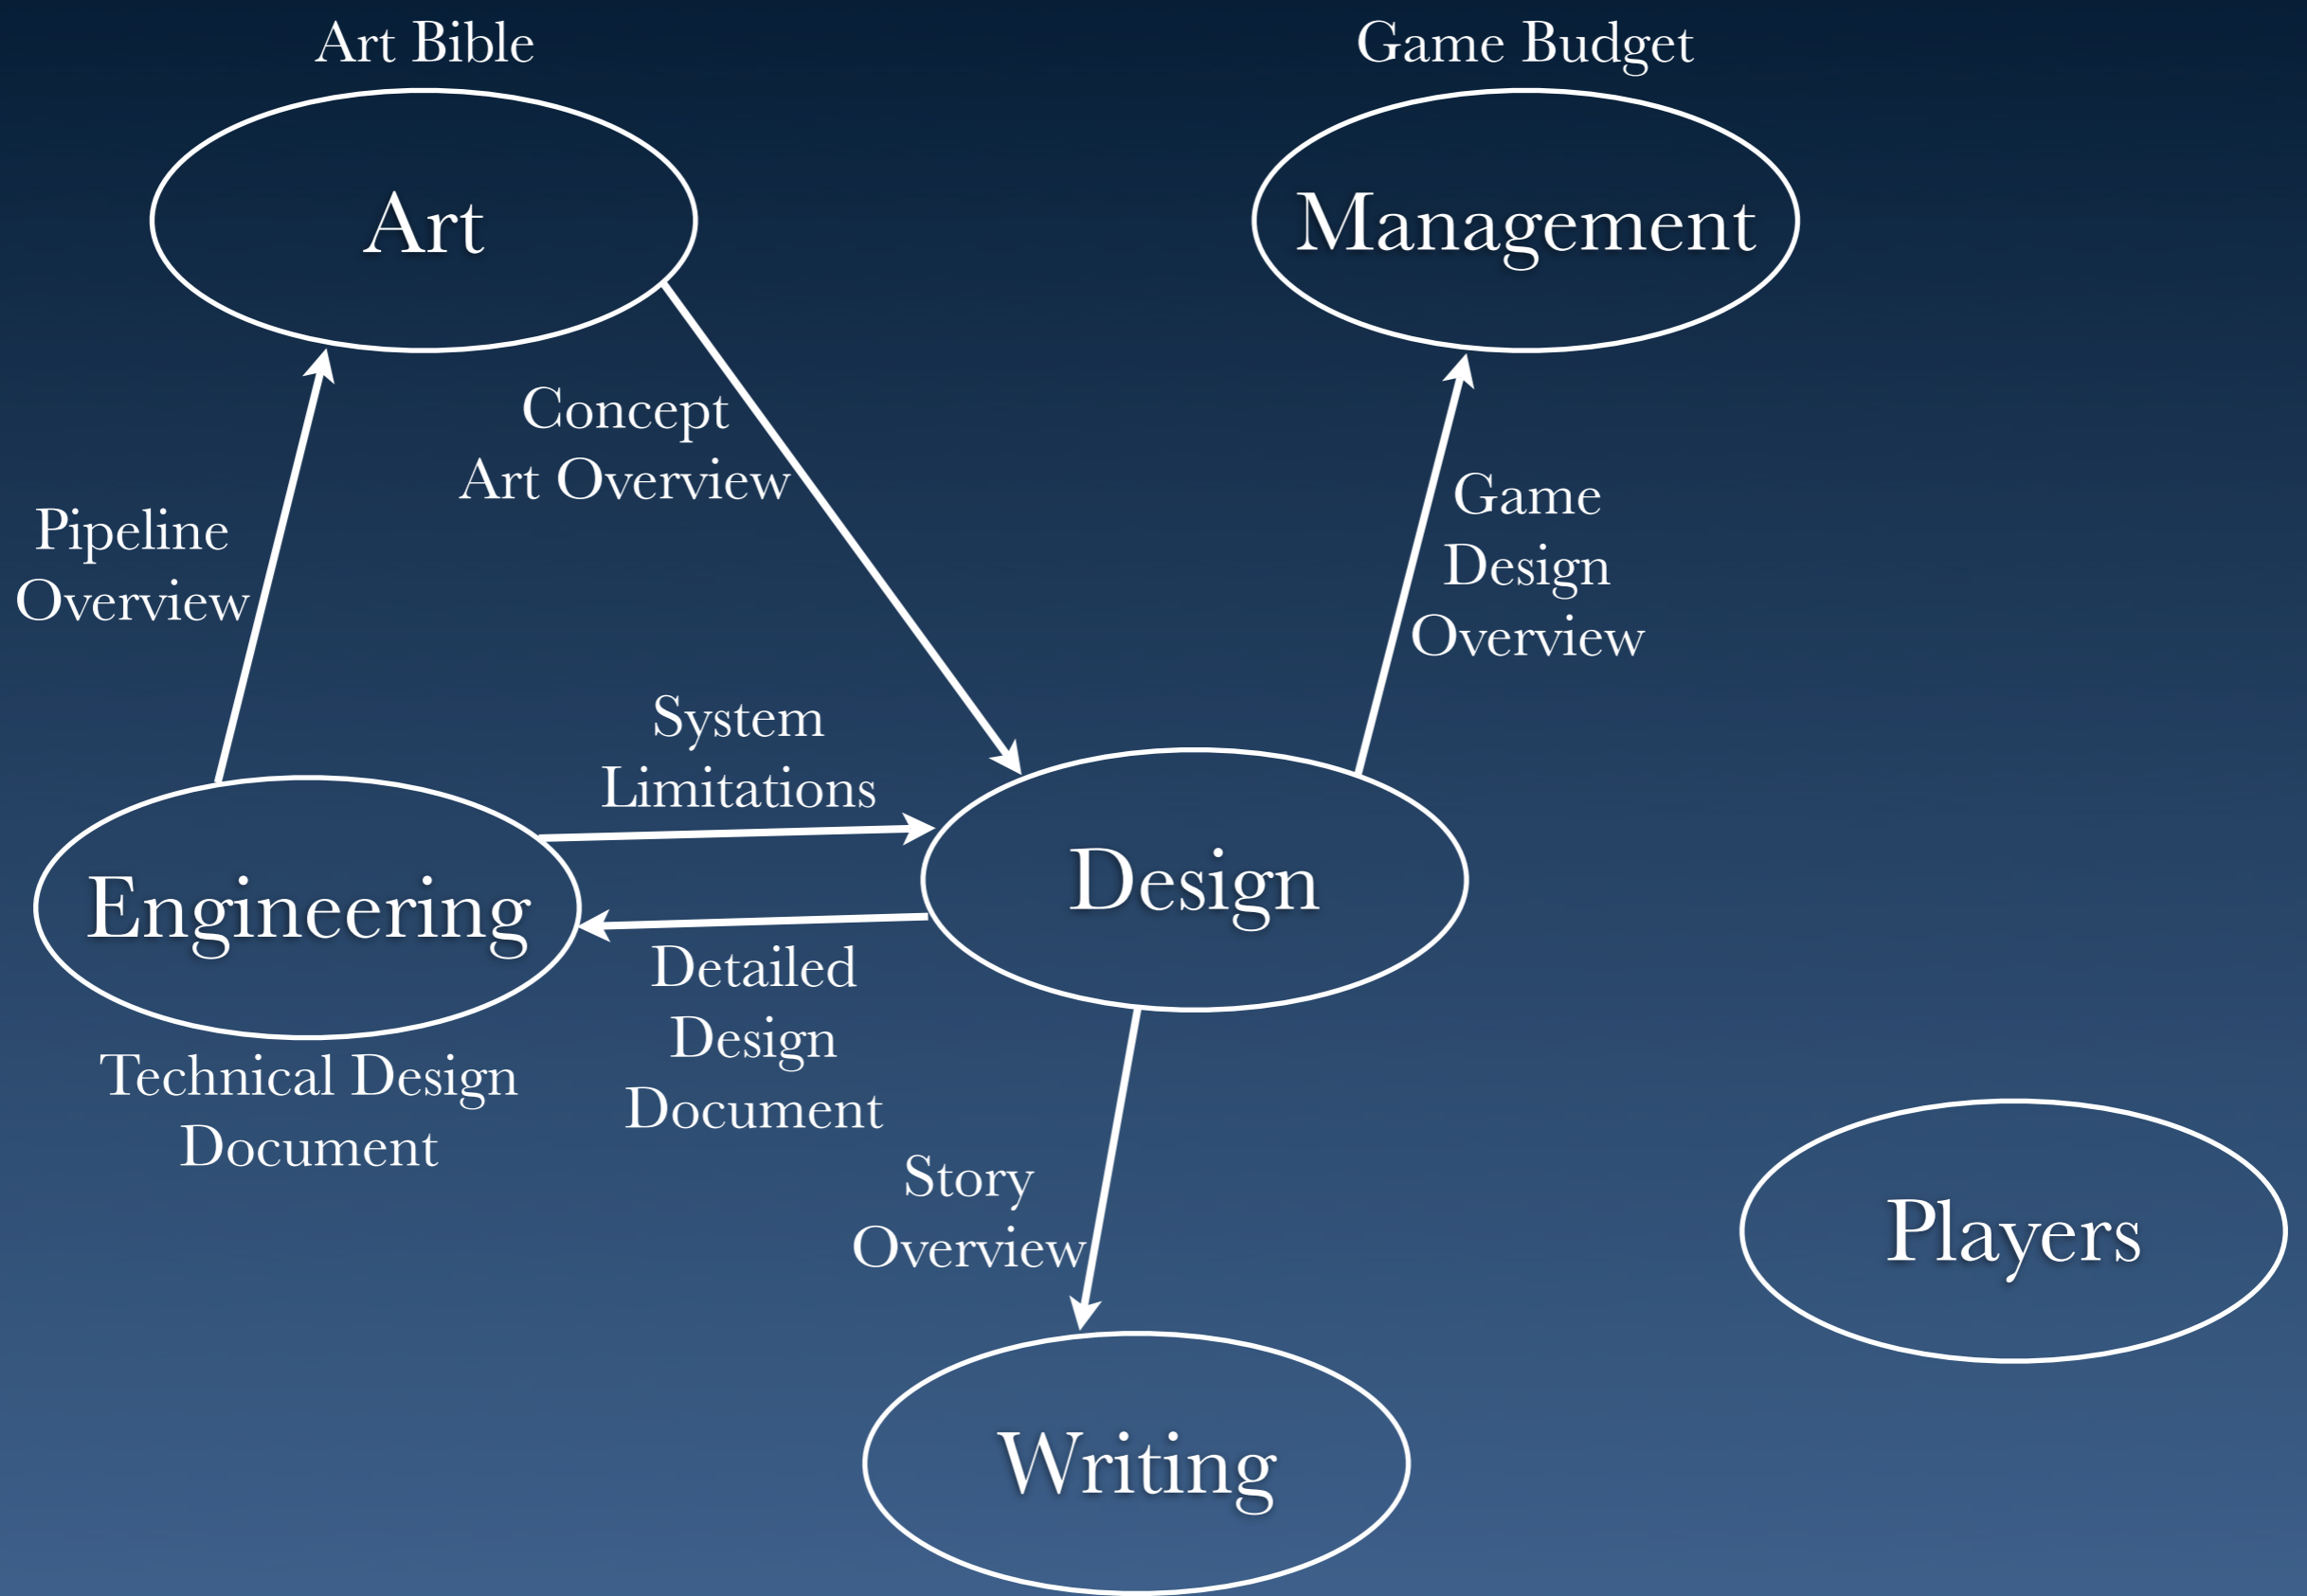 Art Bible
Game Budget
Art
Management
Concept
Art Overview
Game
Design
Overview
Pipeline
Overview
System
Limitations
Engineering
Design
Detailed
Design
Document
Technical Design
Document
Story
Overview
Players
Writing